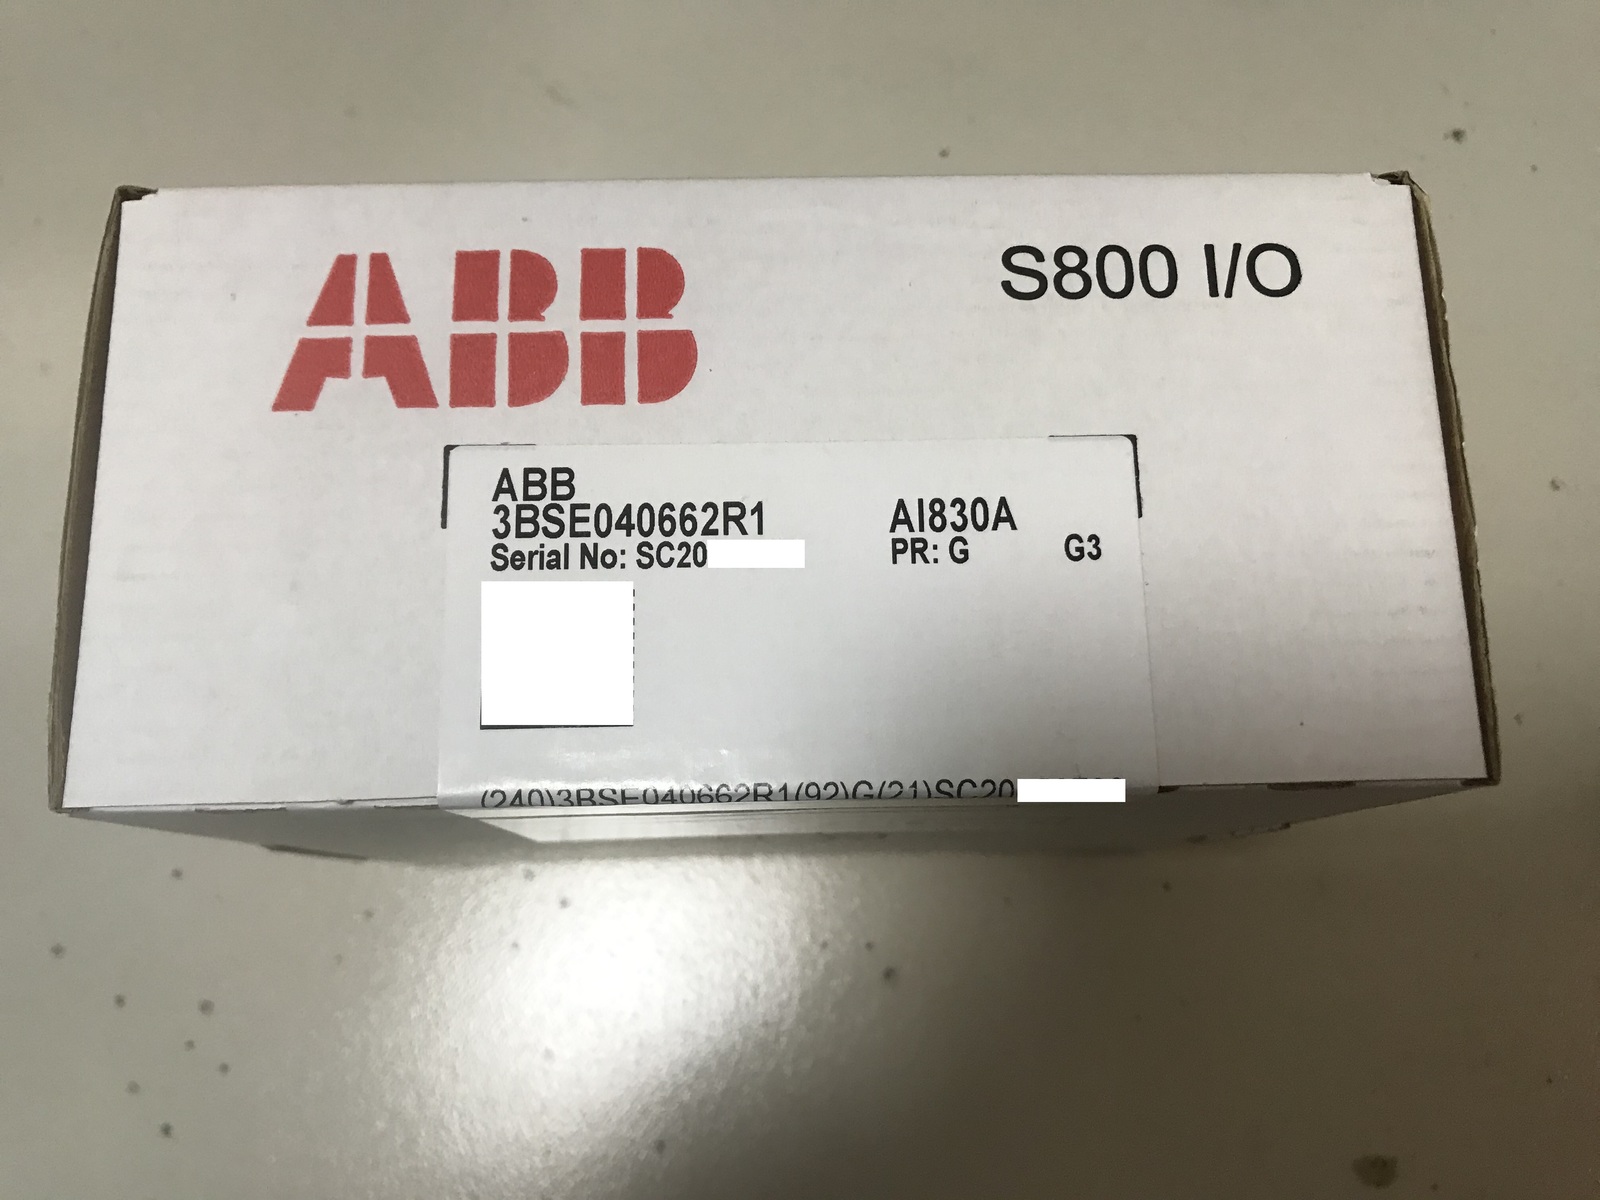 ABB
S800 I/O
ABB
3BSE040662R1 AI830A
Serial No: SC20 PR: G G3
(240)3BSE040662R1(92)G(21)SC20